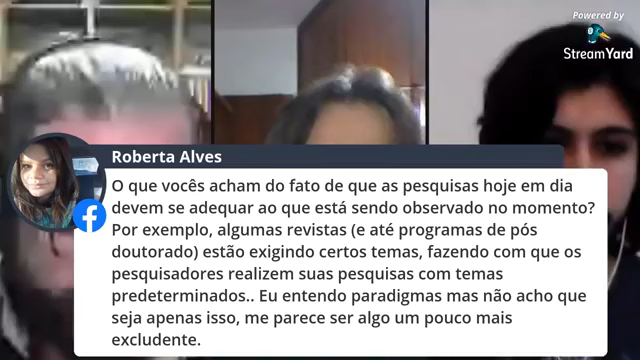 Powered by
StreamYard
Roberta Alves
O que vocês acham do fato de que as pesquisas hoje em dia
devem se adequar ao que está sendo observado no momento?
Por exemplo, algumas revistas (e até programas de pós
doutorado) estão exigindo certos temas, fazendo com que os
pesquisadores realizem suas pesquisas com temas
predeterminados.. Eu entendo paradigmas mas não acho que
seja apenas isso, me parece ser algo um pouco mais
excludente.